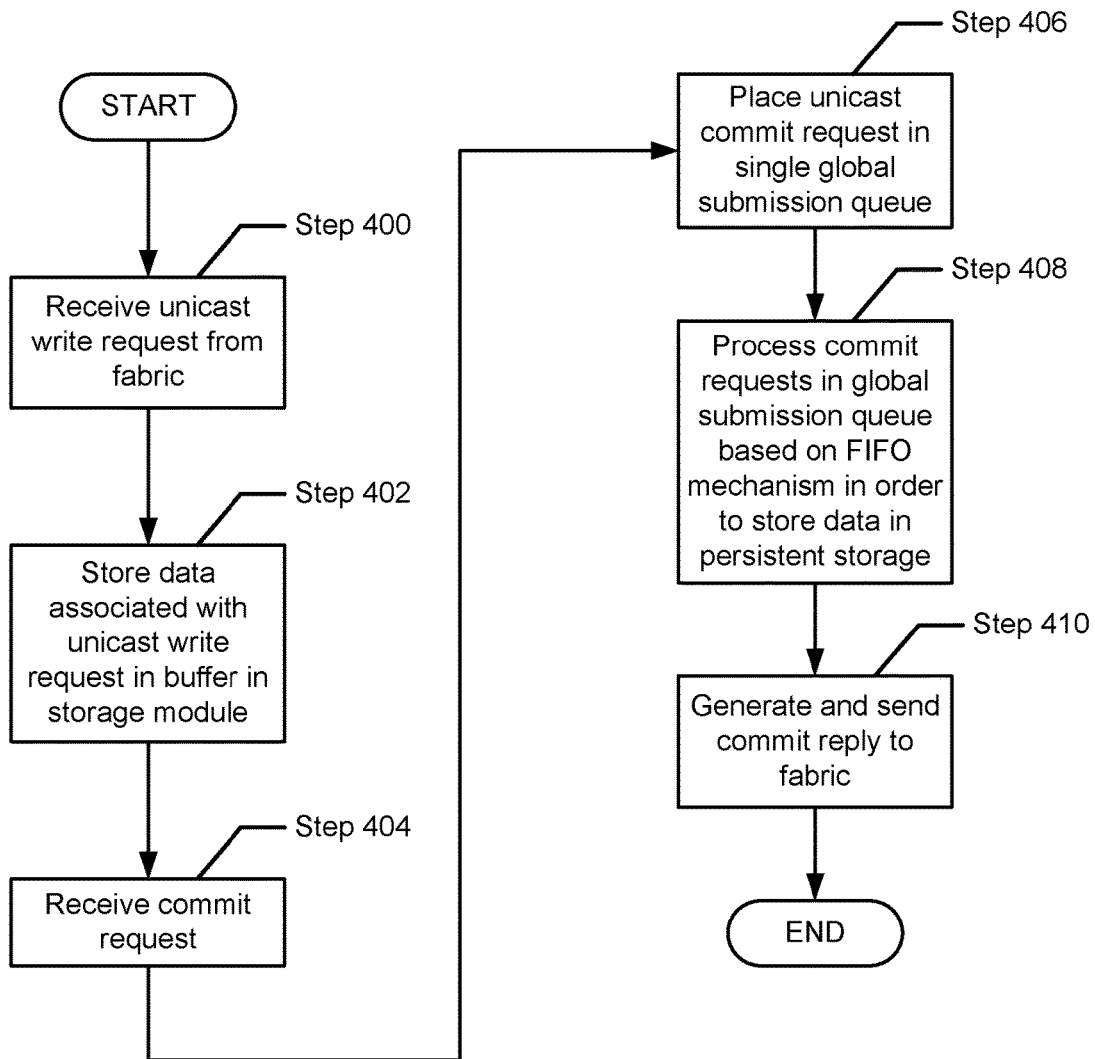 START
Step 400
Receive unicast
write request from
fabric
Step 402
Store data
associated with
unicast write
request in buffer in
storage module
Step 404
Receive commit
request
Step 406
Place unicast
commit request in
single global
submission queue
Step 408
Process commit
requests in global
submission queue
based on FIFO
mechanism in order
to store data in
persistent storage
Step 410
Generate and send
commit reply to
fabric
END